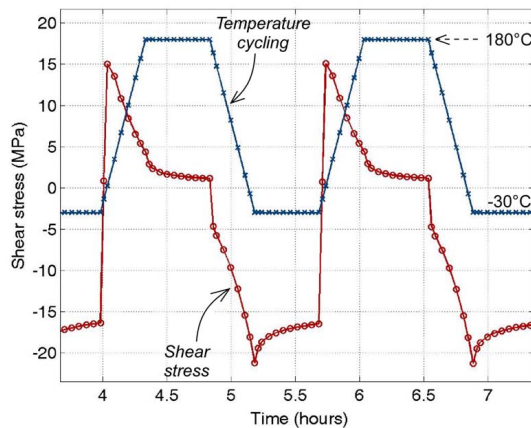 Temperature
cycling
180°C
-30°C
Shear
stress
Shear stress (MPa)
20
15
10
5
0
-5
-10
-15
-20
4
4.5
5
5.5
6
6.5
7
Time (hours)